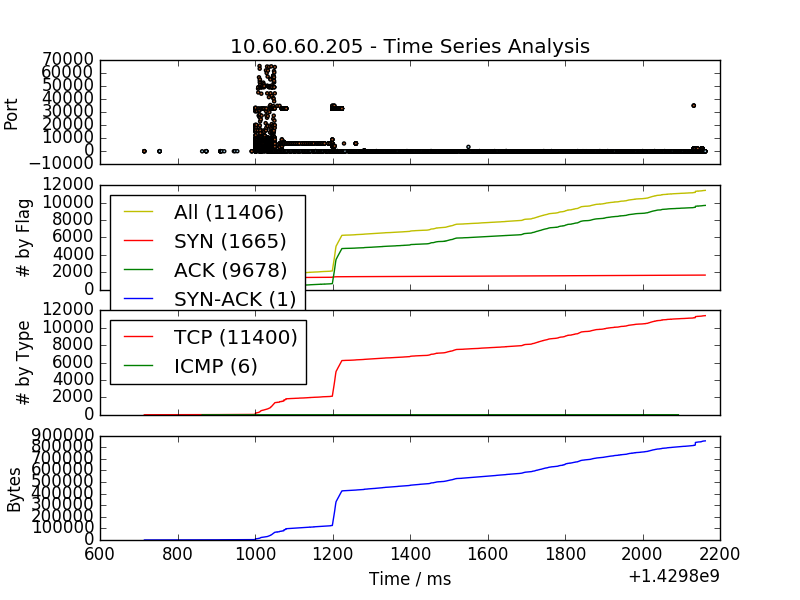 10.60.60.205 - Time Series Analysis
70000
60000
50000
40000
30000
20000
10000
0
−10000
Port
12000
10000
8000
6000
4000
2000
0
# by Flag
All (11406)
SYN (1665)
ACK (9678)
SYN-ACK (1)
12000
10000
8000
6000
4000
2000
0
# by Type
TCP (11400)
ICMP (6)
900000
800000
700000
600000
500000
400000
300000
200000
100000
0
Bytes
600 800 1000 1200 1400 1600 1800 2000 2200
Time / ms
+1.4298e9